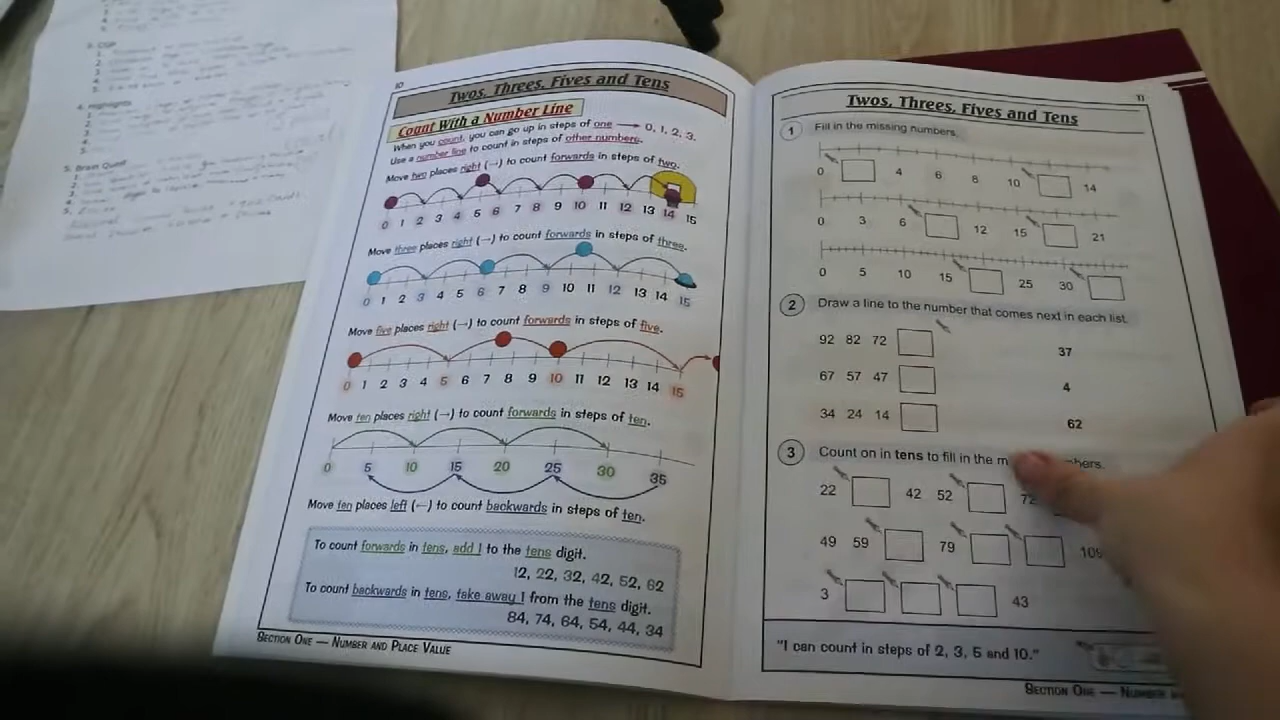 3. CGP
4. Highlights
5. Brain Quest
10
Twos, Threes, Fives and Tens
Count With a Number Line
When you count, you can go up in steps of one → 0, 1, 2, 3.
Use a number line to count in steps of other numbers.
Move two places right (→) to count forwards in steps of two.
0 1 2 3 4 5 6 7 8 9 10 11 12 13 14 15
Move three places right (→) to count forwards in steps of three.
0 1 2 3 4 5 6 7 8 9 10 11 12 13 14 15
Move five places right (→) to count forwards in steps of five.
0 1 2 3 4 5 6 7 8 9 10 11 12 13 14 15
Move ten places right (→) to count forwards in steps of ten.
0 5 10 15 20 25 30 35
Move ten places left (←) to count backwards in steps of ten.
To count forwards in tens, add 1 to the tens digit.
12, 22, 32, 42, 52, 62
To count backwards in tens, take away 1 from the tens digit.
84, 74, 64, 54, 44, 34
Section One — Number and Place Value
11
Twos, Threes, Fives and Tens
1 Fill in the missing numbers.
0 4 6 8 10 14
0 3 6 12 15 21
0 5 10 15 25 30
2 Draw a line to the number that comes next in each list.
92 82 72 37
67 57 47 4
34 24 14 62
3 Count on in tens to fill in the m bers.
22 42 52 72
49 59 79 109
3 43
"I can count in steps of 2, 3, 5 and 10."
Section One — Number